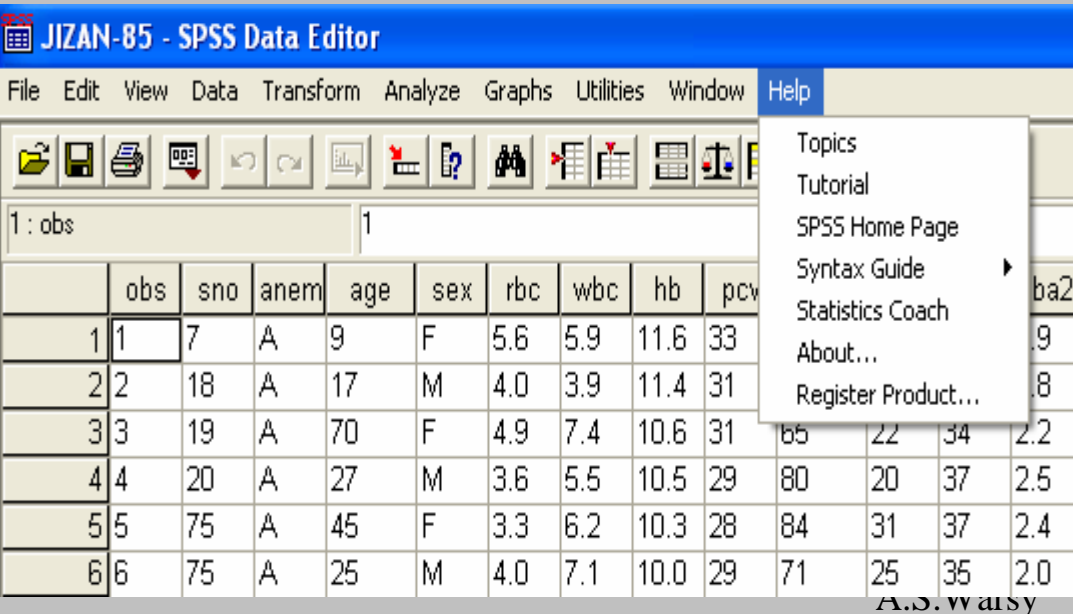 JIZAN-85 - SPSS Data Editor
File Edit View Data Transform Analyze Graphs Utilities Window Help
Topics
Tutorial
SPSS Home Page
Syntax Guide
Statistics Coach
About...
Register Product...
1 : obs 1
obs sno anem age sex rbc wbc hb ba2
1 1 7 A 9 F 5.6 5.9 11.6 33 .9
2 2 18 A 17 M 4.0 3.9 11.4 31 .8
3 3 19 A 70 F 4.9 7.4 10.6 31 65 22 34 2.2
4 4 20 A 27 M 3.6 5.5 10.5 29 80 20 37 2.5
5 5 75 A 45 F 3.3 6.2 10.3 28 84 31 37 2.4
6 6 75 A 25 M 4.0 7.1 10.0 29 71 25 35 2.0
A.S.Warsy